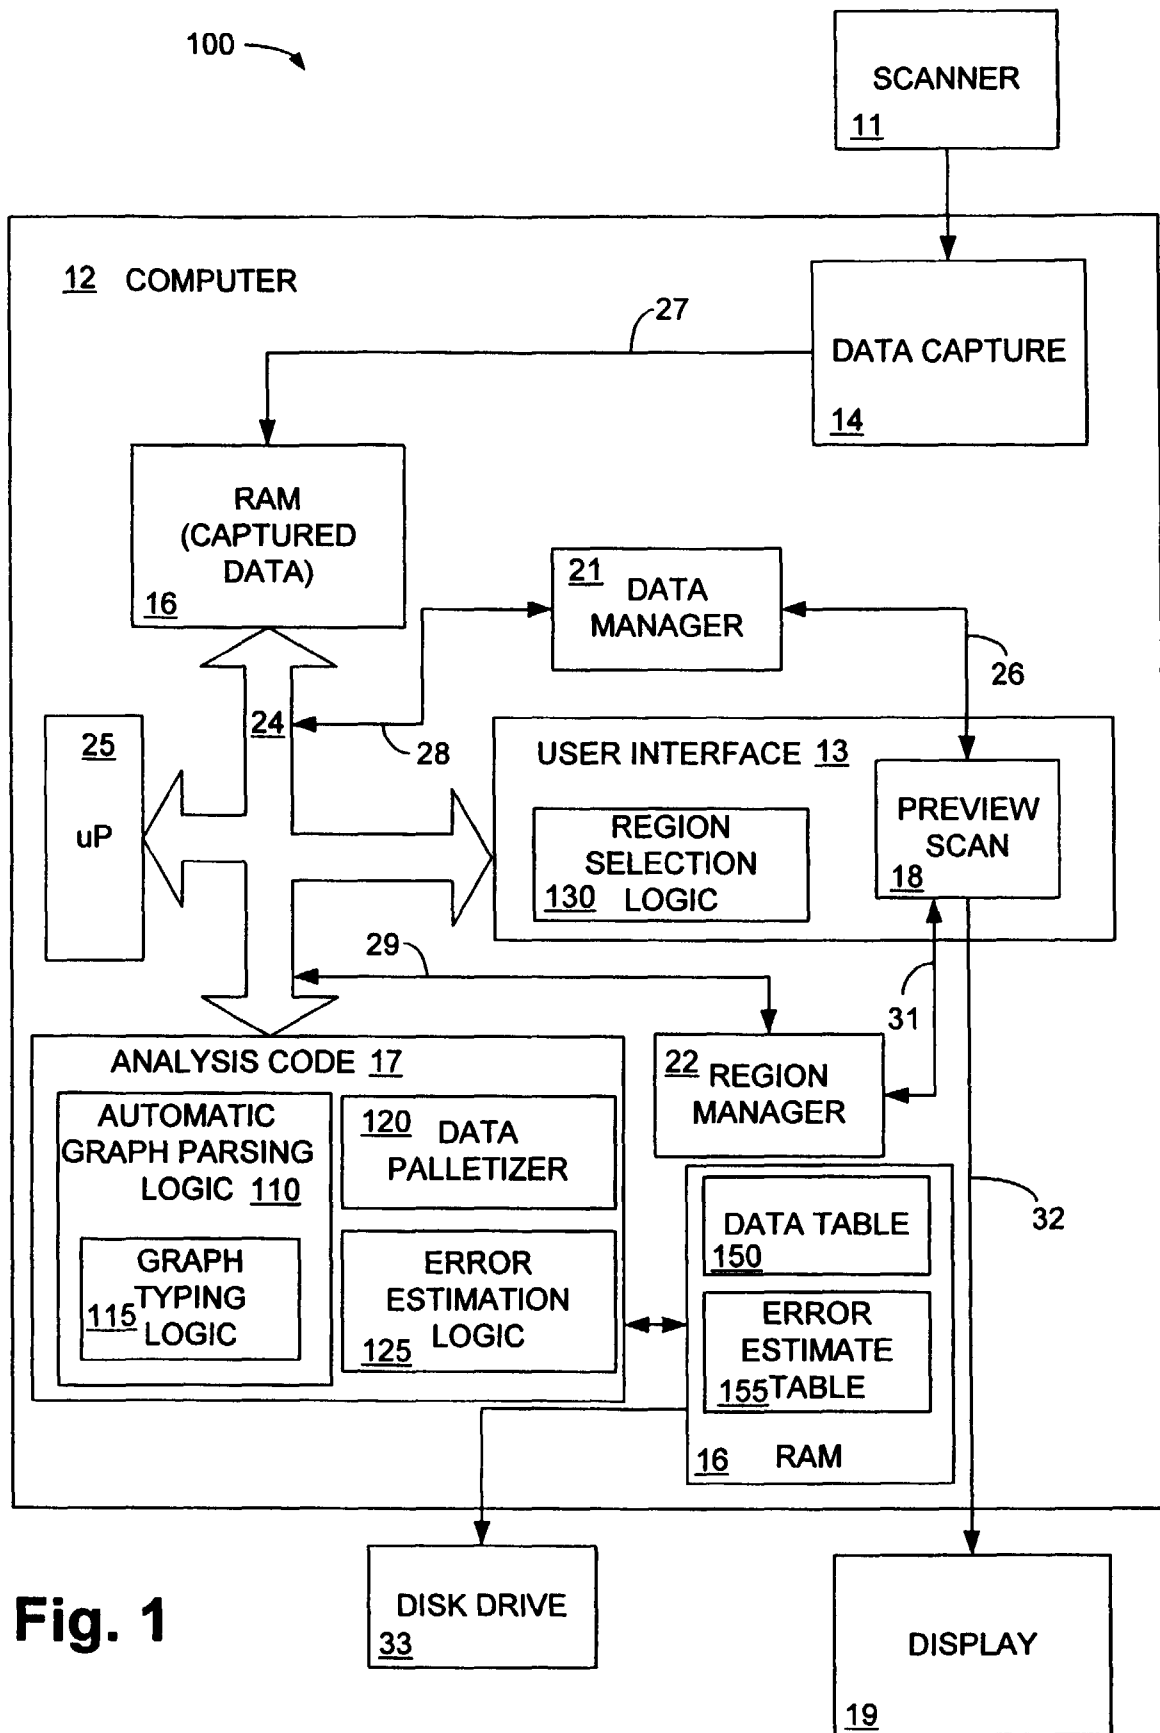 100
SCANNER
11
12 COMPUTER
27
DATA CAPTURE
14
RAM
(CAPTURED
DATA)
16
21
DATA
MANAGER
26
24
28
25
uP
USER INTERFACE 13
PREVIEW
SCAN
18
REGION
SELECTION
LOGIC
130
29
31
ANALYSIS CODE 17
22
REGION
MANAGER
AUTOMATIC
GRAPH PARSING
LOGIC 110
120
DATA
PALLETIZER
GRAPH
TYPING
LOGIC
115
ERROR
ESTIMATION
LOGIC
125
DATA TABLE
150
32
ERROR
ESTIMATE
TABLE
155
16 RAM
DISK DRIVE
33
DISPLAY
19
Fig. 1